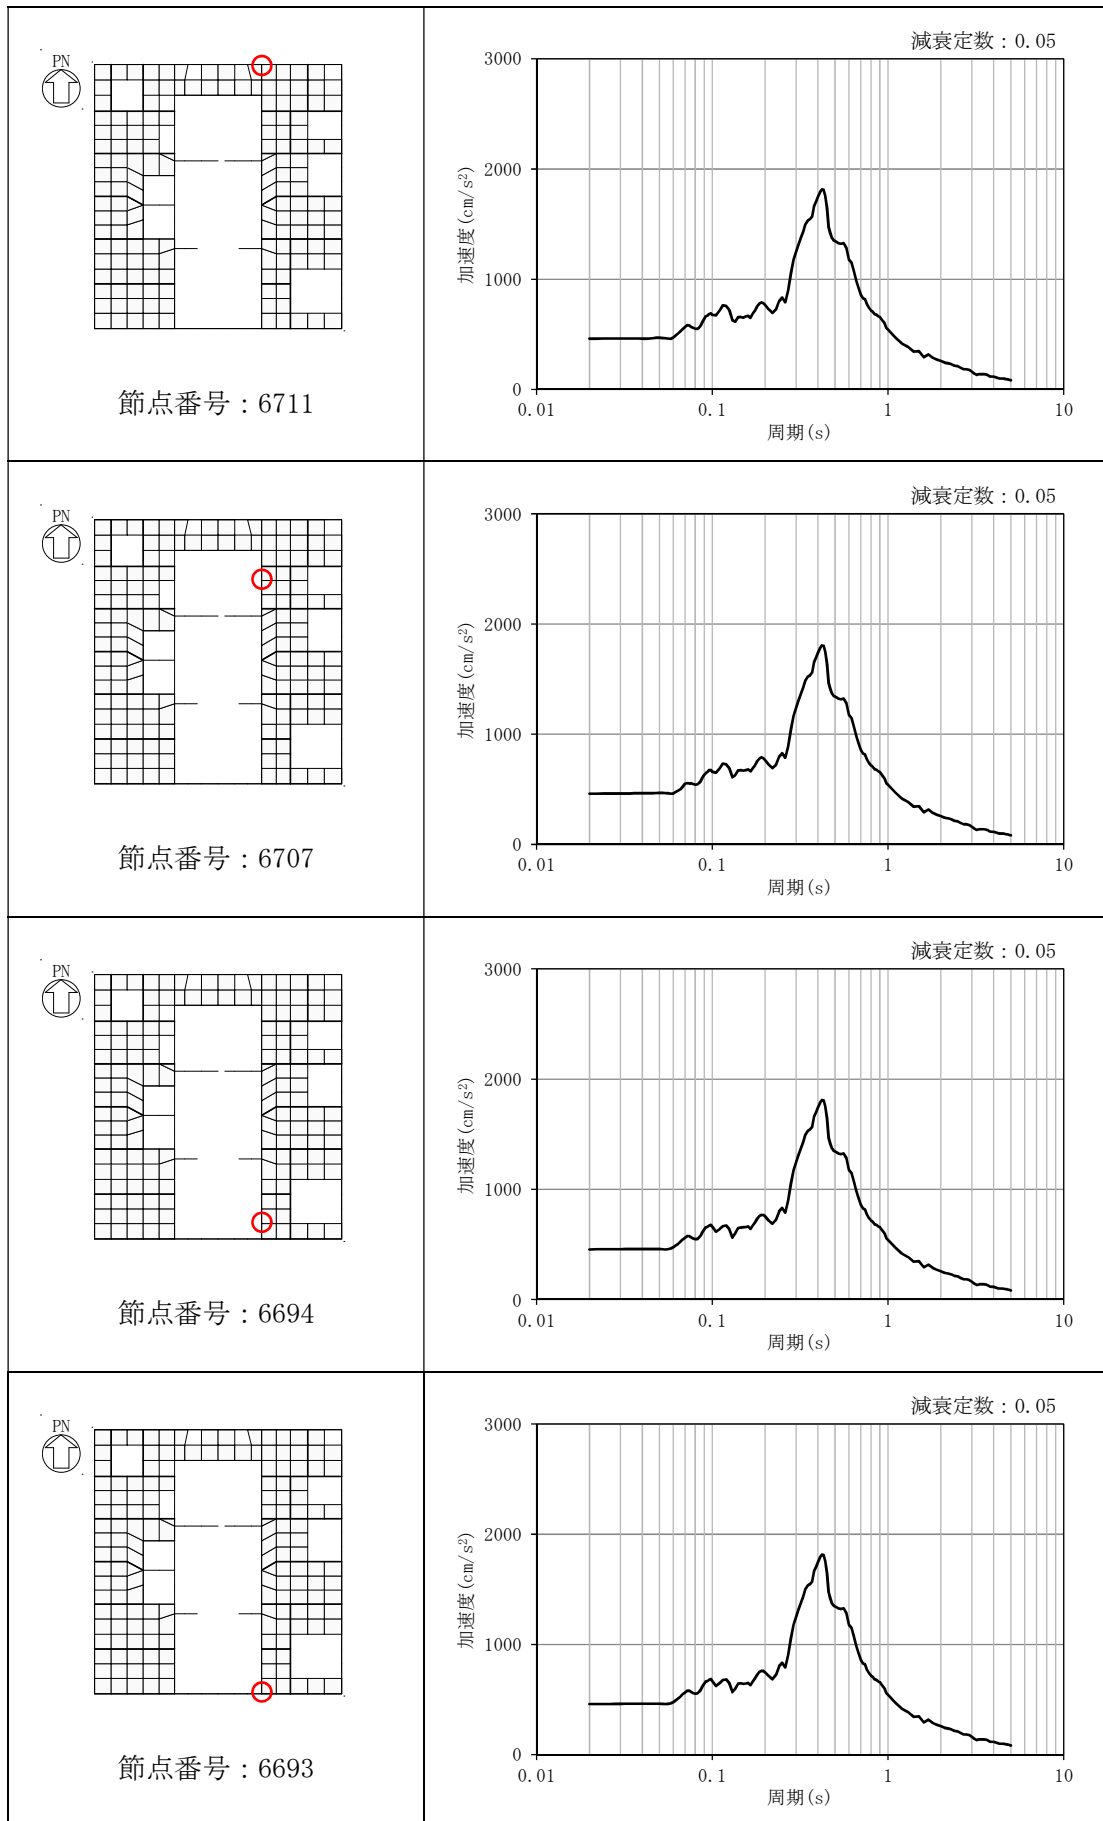 PN
節点番号：6711
減衰定数：0.05
加速度(cm/s²)
3000
2000
1000
0
0.01
0.1
1
10
周期(s)
PN
節点番号：6707
減衰定数：0.05
加速度(cm/s²)
3000
2000
1000
0
0.01
0.1
1
10
周期(s)
PN
節点番号：6694
減衰定数：0.05
加速度(cm/s²)
3000
2000
1000
0
0.01
0.1
1
10
周期(s)
PN
節点番号：6693
減衰定数：0.05
加速度(cm/s²)
3000
2000
1000
0
0.01
0.1
1
10
周期(s)